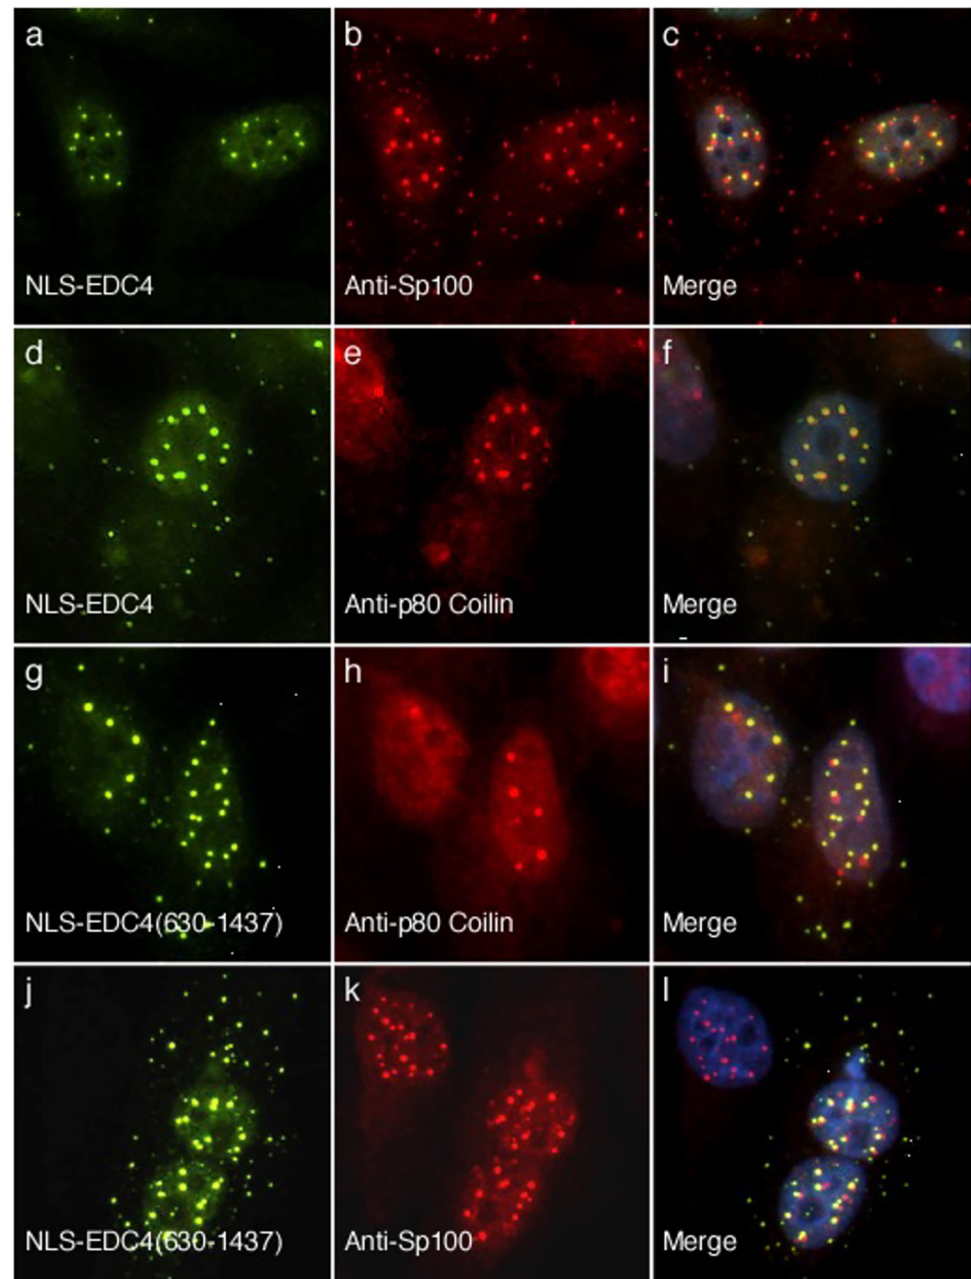 a
b
c
NLS-EDC4
Anti-Sp100
Merge
d
e
f
NLS-EDC4
Anti-p80 Coilin
Merge
g
h
i
NLS-EDC4(630-1437)
Anti-p80 Coilin
Merge
j
k
l
NLS-EDC4(630-1437)
Anti-Sp100
Merge